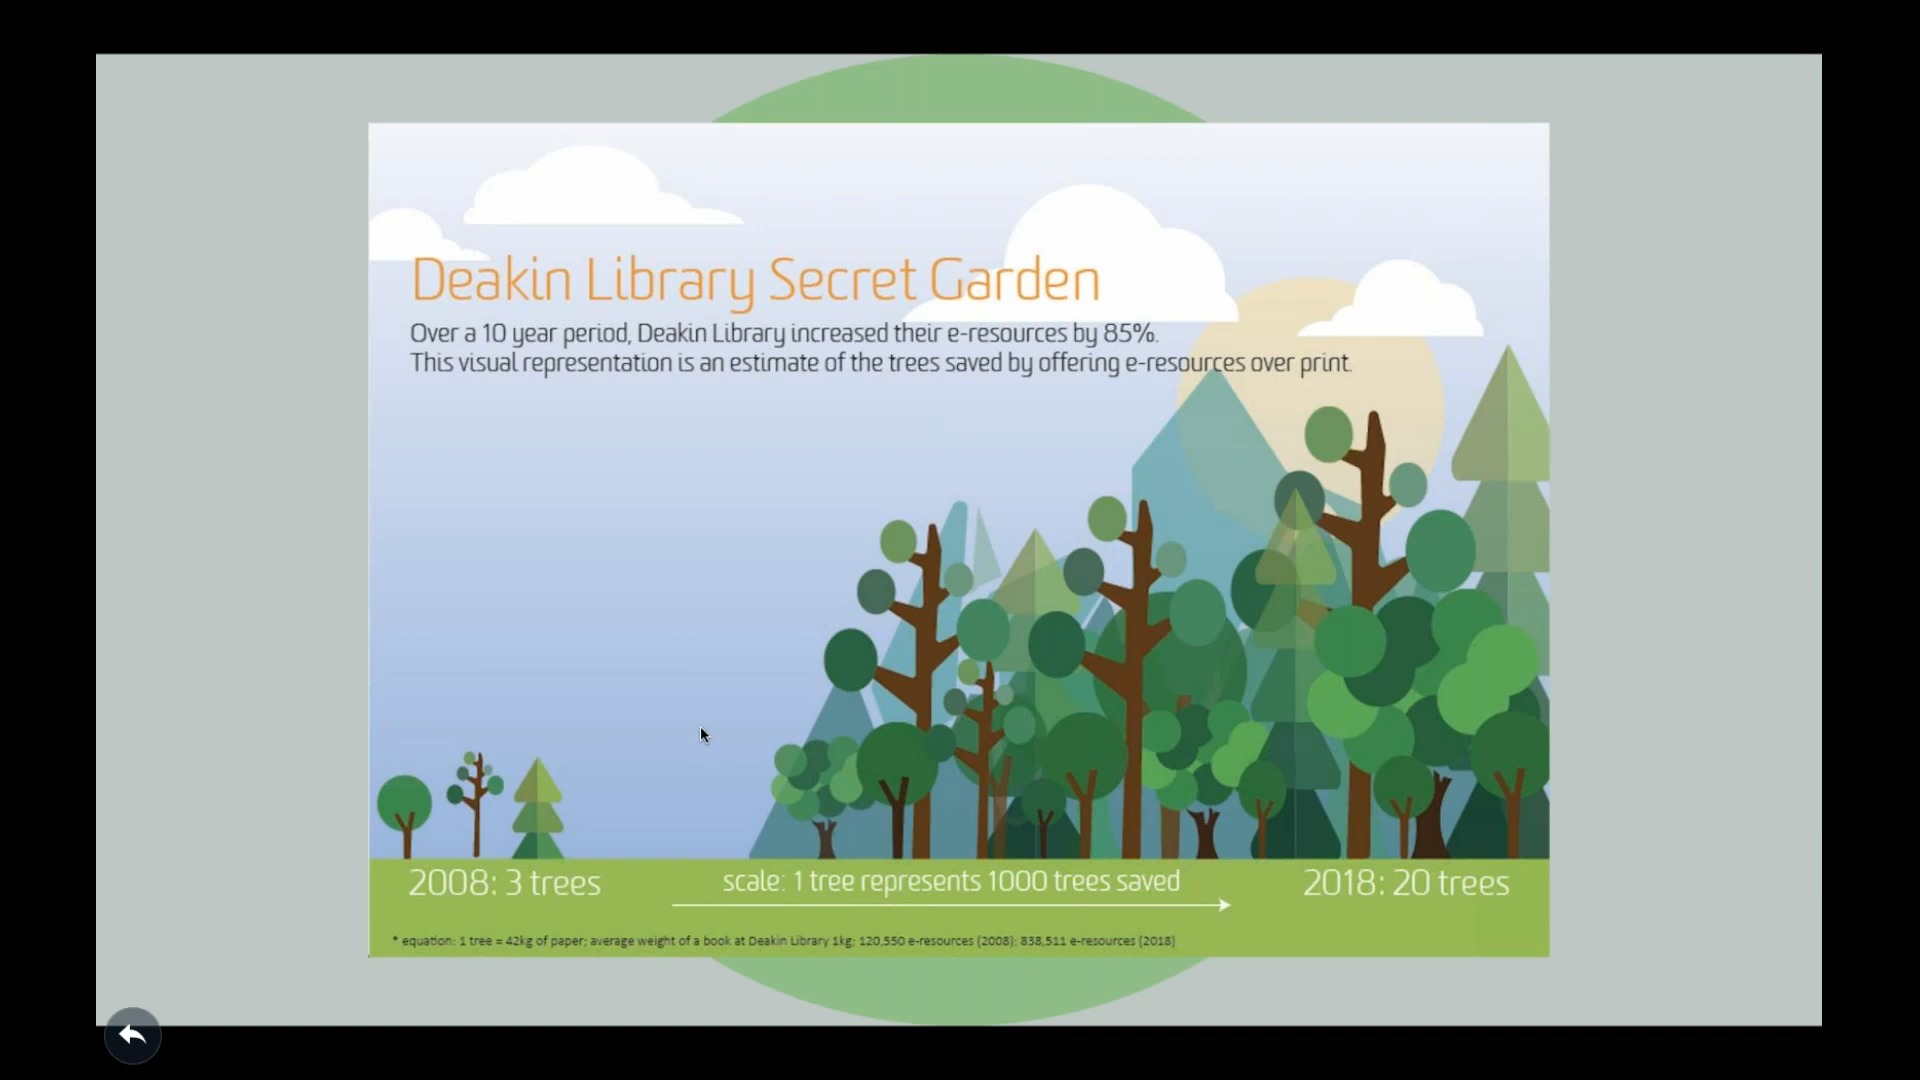 Deakin Library Secret Garden
Over a 10 year period, Deakin Library increased their e-resources by 85%.
This visual representation is an estimate of the trees saved by offering e-resources over print.
2008: 3 trees
scale: 1 tree represents 1000 trees saved
2018: 20 trees
* equation: 1 tree = 42kg of paper; average weight of a book at Deakin Library 1kg; 120,550 e-resources (2008); 838,511 e-resources (2018)